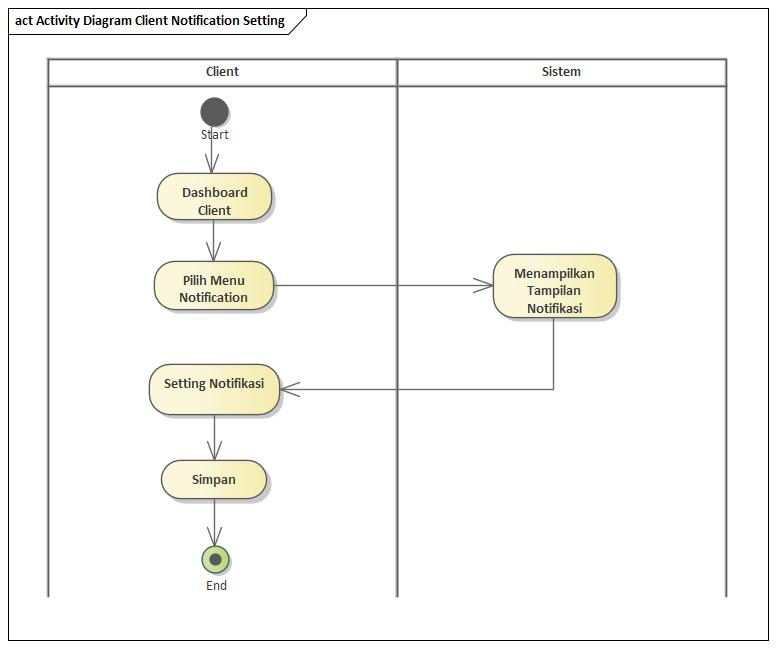 act Activity Diagram Client Notification Setting
Client
Sistem
Start
Dashboard
Client
Pilih Menu
Notification
Menampilkan
Tampilan
Notifikasi
Setting Notifikasi
Simpan
End